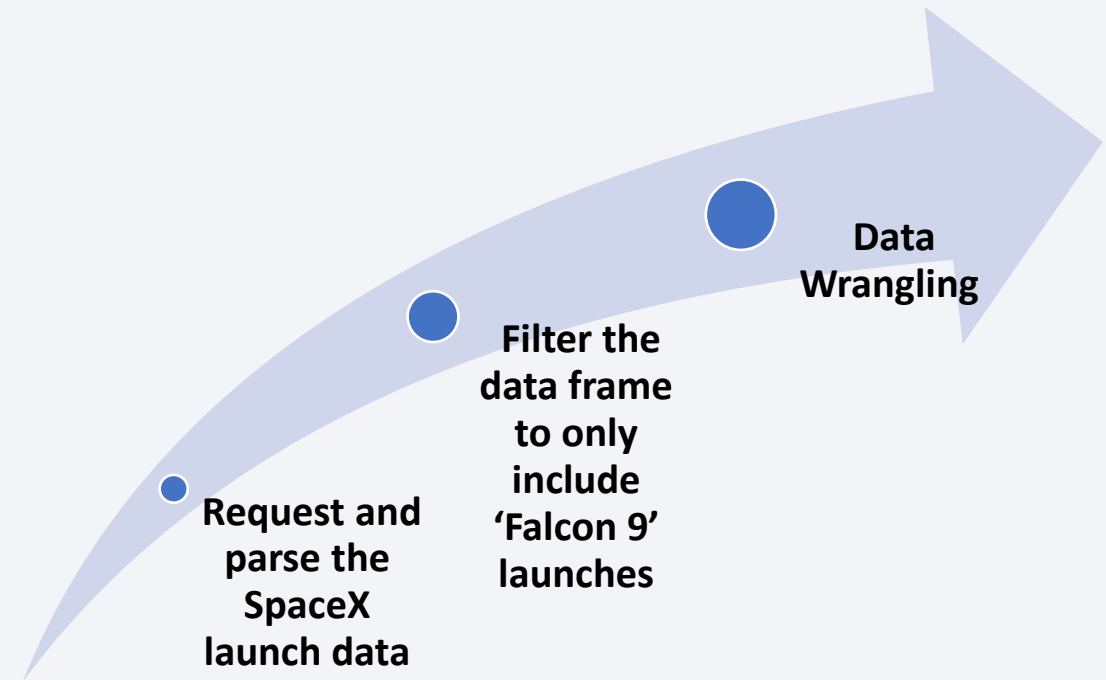 Request and
parse the
SpaceX
launch data
Filter the
data frame
to only
include
‘Falcon 9’
launches
Data
Wrangling